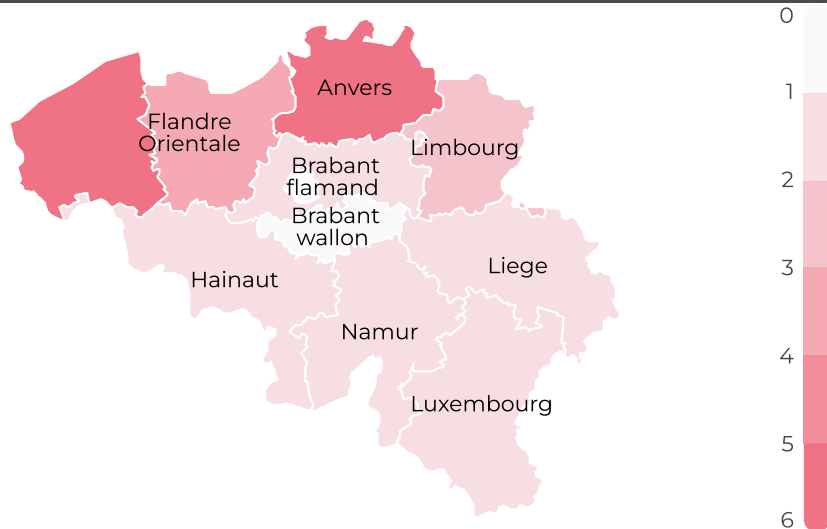 Anvers
Flandre
Orientale
Limbourg
Brabant
flamand
Brabant
wallon
Liege
Hainaut
Namur
Luxembourg
0
1
2
3
4
5
6